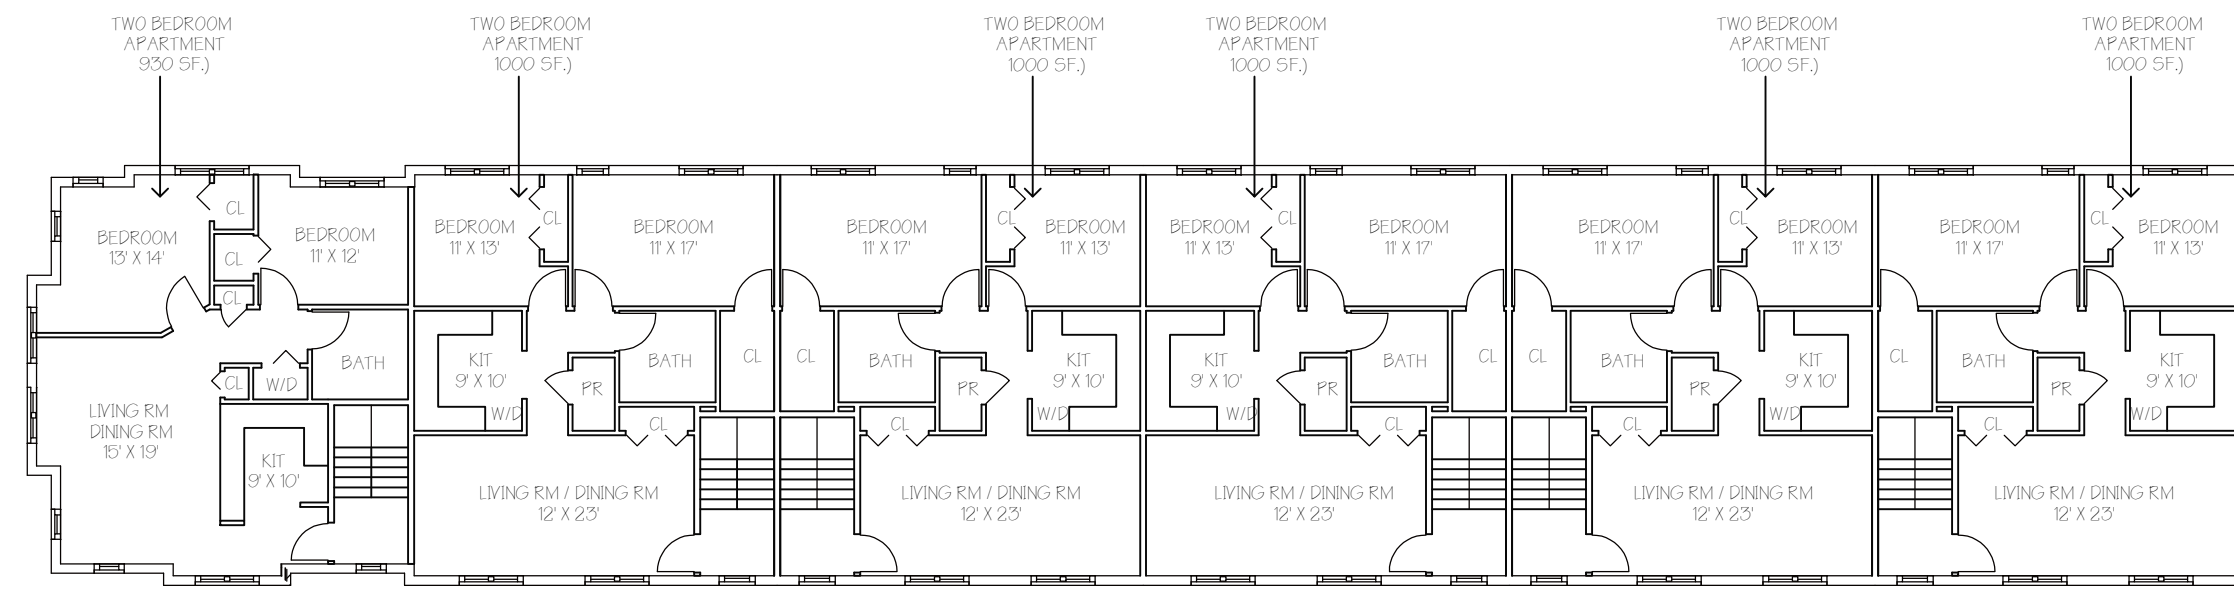 TWO BEDROOM
APARTMENT
930 SF.)
TWO BEDROOM
APARTMENT
1000 SF.)
TWO BEDROOM
APARTMENT
1000 SF.)
TWO BEDROOM
APARTMENT
1000 SF.)
TWO BEDROOM
APARTMENT
1000 SF.)
TWO BEDROOM
APARTMENT
1000 SF.)
BEDROOM
13' X 14'
CL
CL
CL
BEDROOM
11' X 12'
BATH
CL
W/D
LIVING RM
DINING RM
15' X 19'
KIT
9' X 10'
BEDROOM
11' X 13'
CL
BEDROOM
11' X 17'
KIT
9' X 10'
W/D
PR
BATH
CL
CL
LIVING RM / DINING RM
12' X 23'
BEDROOM
11' X 17'
CL
BEDROOM
11' X 13'
CL
BATH
PR
KIT
9' X 10'
W/D
CL
LIVING RM / DINING RM
12' X 23'
BEDROOM
11' X 13'
CL
BEDROOM
11' X 17'
KIT
9' X 10'
W/D
PR
BATH
CL
CL
LIVING RM / DINING RM
12' X 23'
BEDROOM
11' X 17'
CL
BEDROOM
11' X 13'
CL
BATH
PR
KIT
9' X 10'
W/D
CL
LIVING RM / DINING RM
12' X 23'
BEDROOM
11' X 17'
CL
BEDROOM
11' X 13'
CL
BATH
PR
KIT
9' X 10'
W/D
CL
LIVING RM / DINING RM
12' X 23'